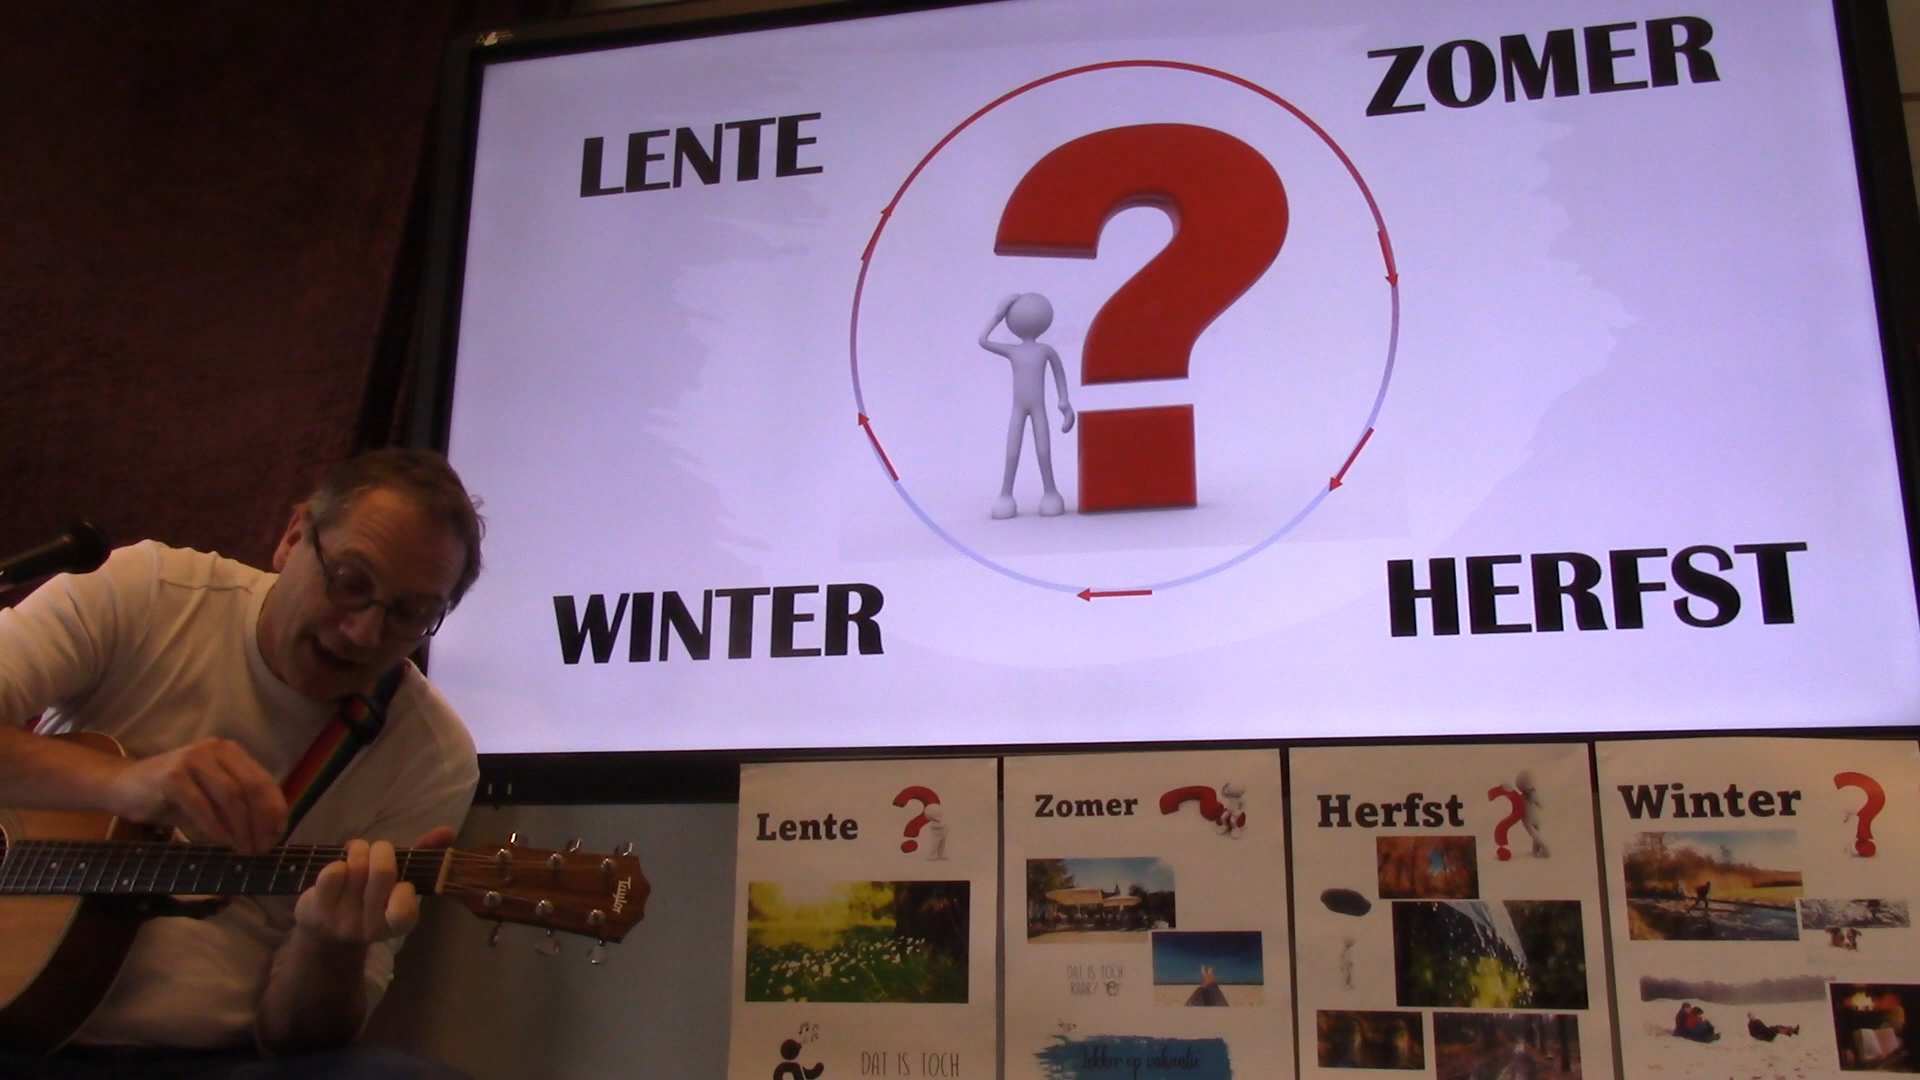 LENTE
ZOMER
WINTER
HERFST
Taylor
Lente
Zomer
Herfst
Winter
DAT IS TOCH
RAAR?
DAT IS TOCH
lekker op vakantie